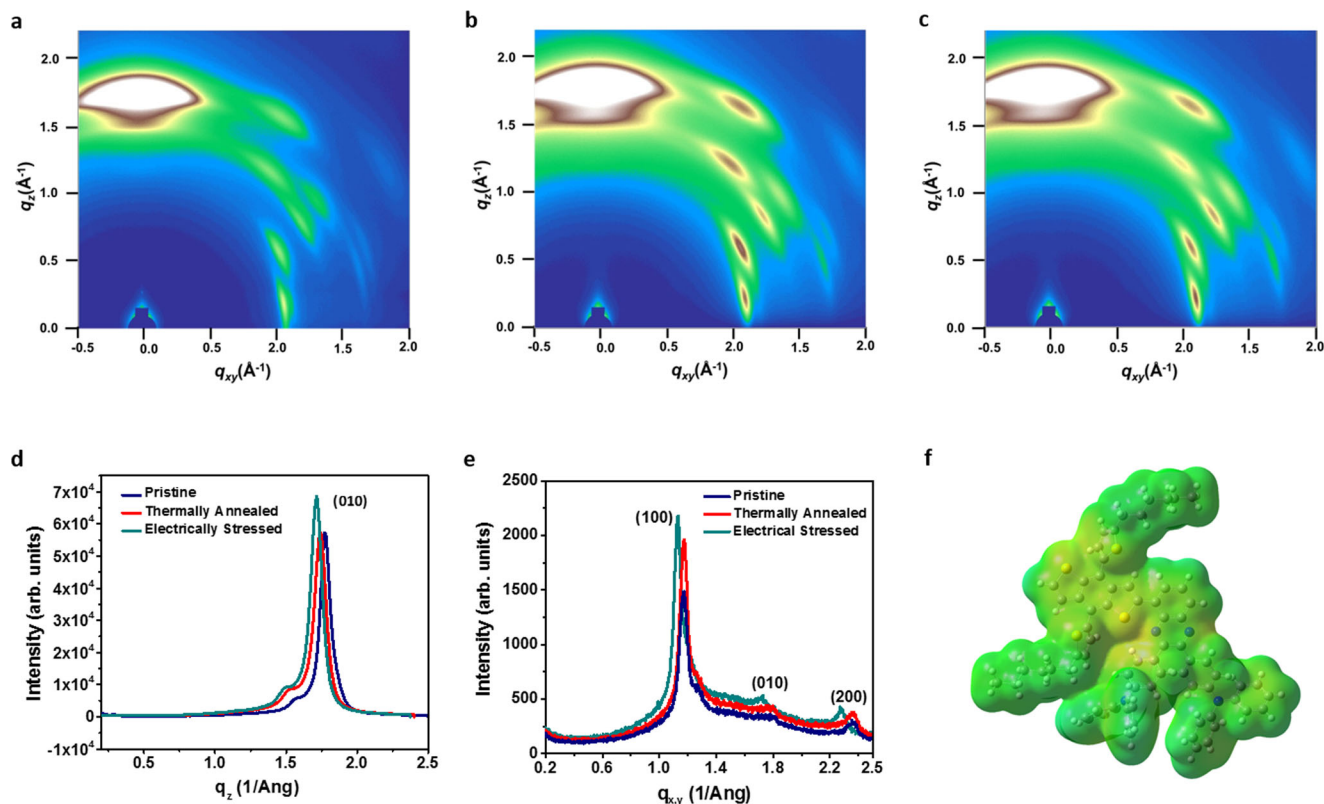 a
2.0
1.5
1.0
0.5
0.0
-0.5 0.0 0.5 2.0 1.5 2.0
qz(Å-1)
qxy(Å-1)
b
2.0
1.5
1.0
0.5
0.0
-0.5 0.0 0.5 2.0 1.5 2.0
qz(Å-1)
qxy(Å-1)
c
2.0
1.5
1.0
0.5
0.0
-0.5 0.0 0.5 2.0 1.5 2.0
qz(Å-1)
qxy(Å-1)
d
7x10^4
6x10^4
5x10^4
4x10^4
3x10^4
2x10^4
1x10^4
0
-1x10^4
Intensity (arb. units)
Pristine
Thermally Annealed
Electrically Stressed
(010)
0.5 1.0 1.5 2.0 2.5
qz (1/Ang)
e
2500
2000
1500
1000
500
0
Intensity (arb. units)
Pristine
Thermally Annealed
Electrical Stressed
(100)
(010)
(200)
0.2 0.6 1.0 1.4 1.8 2.2 2.5
qx,y (1/Ang)
f